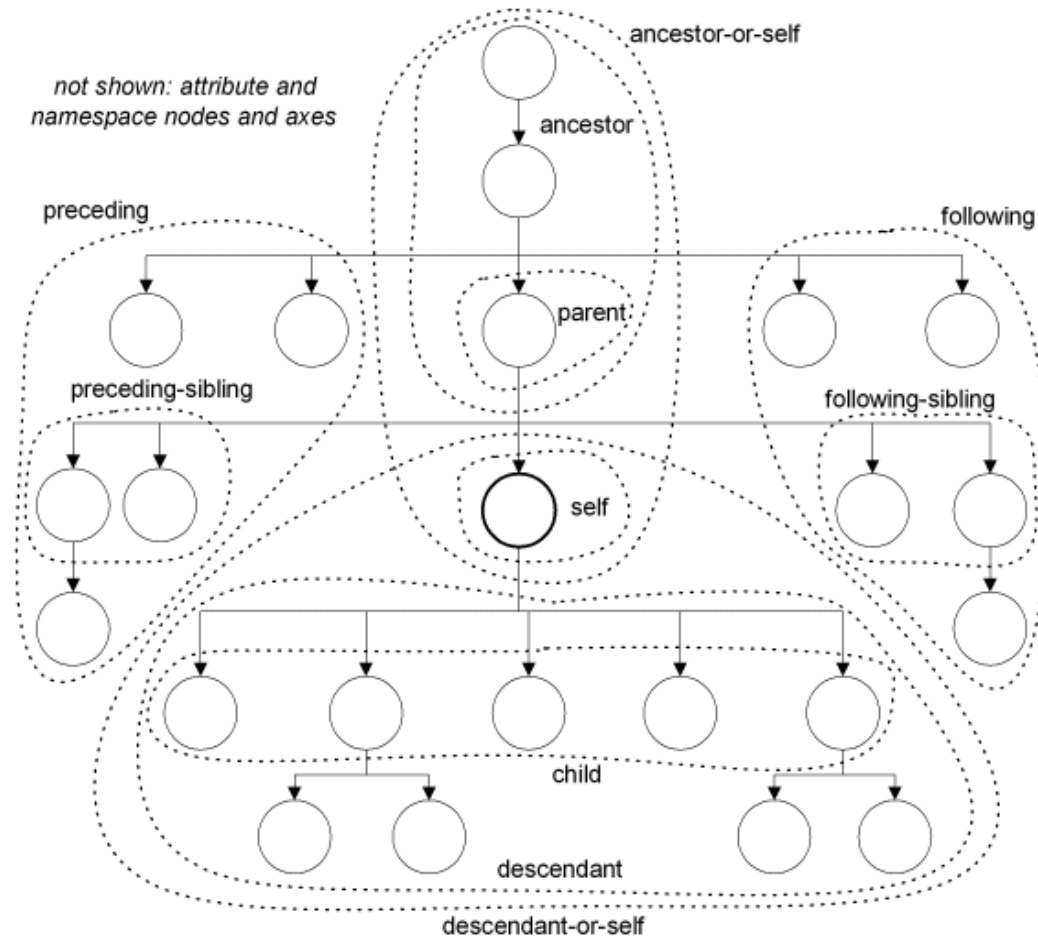 ancestor-or-self
not shown: attribute and
namespace nodes and axes
ancestor
preceding
following
parent
preceding-sibling
following-sibling
self
child
descendant
descendant-or-self